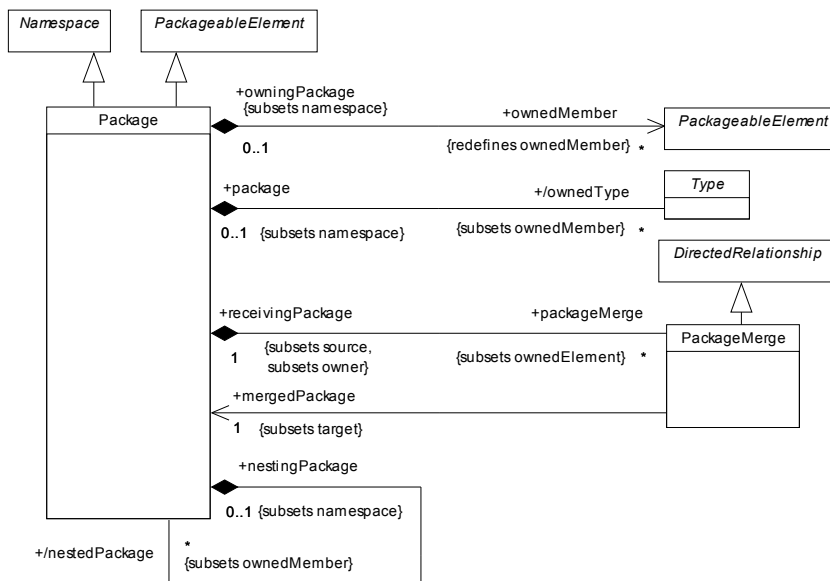 Namespace
PackageableElement
Package
+owningPackage
{subsets namespace}
0..1
+ownedMember
{redefines ownedMember} *
PackageableElement
+package
0..1 {subsets namespace}
+/ownedType
{subsets ownedMember} *
Type
DirectedRelationship
+receivingPackage
1 {subsets source,
subsets owner}
+packageMerge
{subsets ownedElement} *
PackageMerge
+mergedPackage
1 {subsets target}
+nestingPackage
0..1 {subsets namespace}
+/nestedPackage
*
{subsets ownedMember}